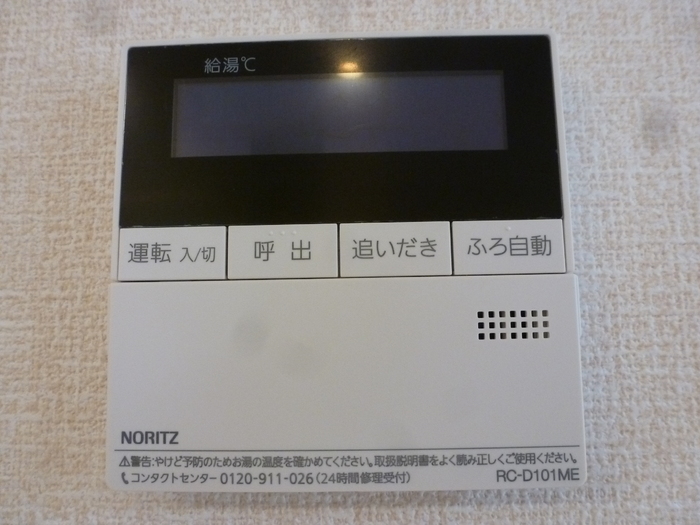 給湯℃
運転 入/切 呼出 追いだき ふろ自動
NORITZ
⚠警告:やけど予防のためお湯の温度を確かめてください。取扱説明書をよく読み正しくご使用ください。
コンタクトセンター 0120-911-026(24時間修理受付) RC-D101ME